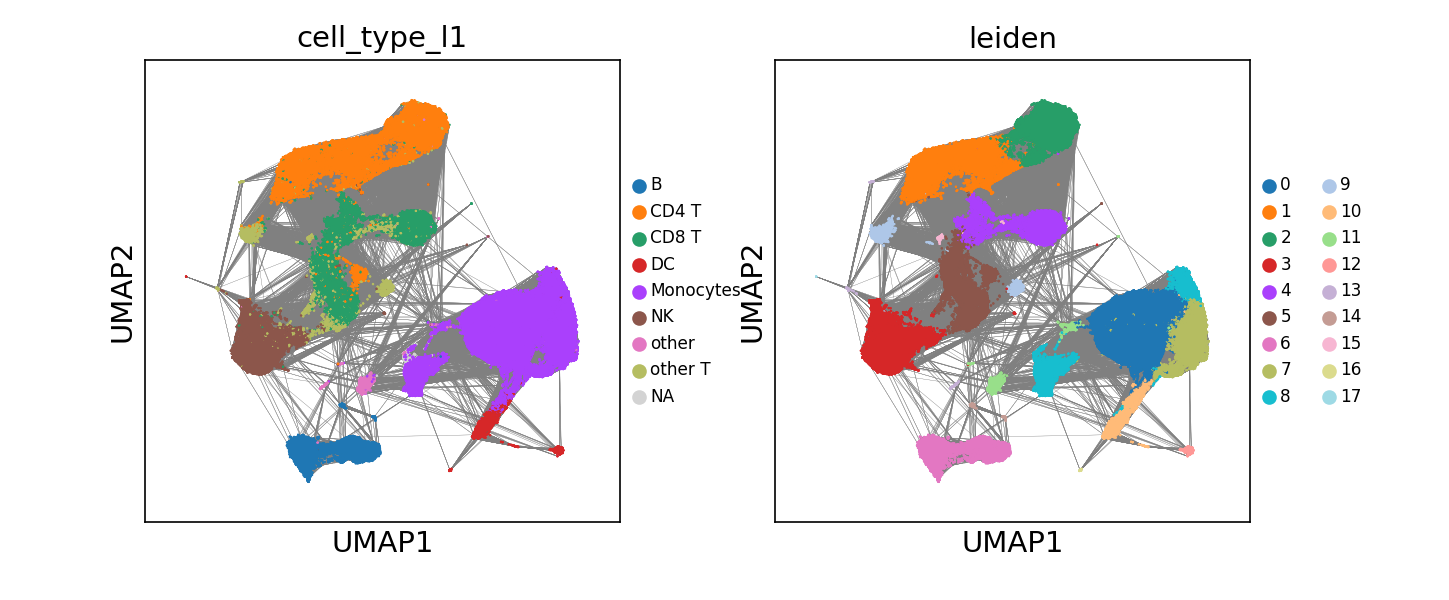 cell_type_l1
UMAP2
UMAP1
B
CD4 T
CD8 T
DC
Monocytes
NK
other
other T
NA
leiden
UMAP2
UMAP1
0
1
2
3
4
5
6
7
8
9
10
11
12
13
14
15
16
17